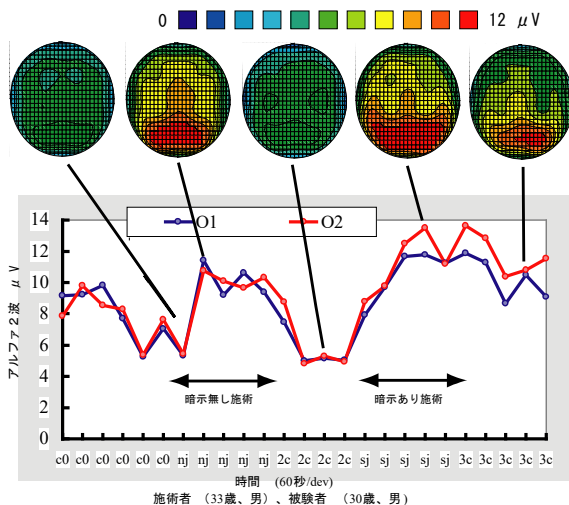 0 12 μV
O1 O2
14
12
10
8
6
4
2
0
アルファ2波 μV
暗示無し施術 暗示あり施術
c0 c0 c0 c0 c0 c0 nj nj nj nj nj 2c 2c 2c 2c sj sj sj sj sj 3c 3c 3c 3c 3c
時間 (60秒/dev)
施術者 (33歳、男)、被験者 (30歳、男)